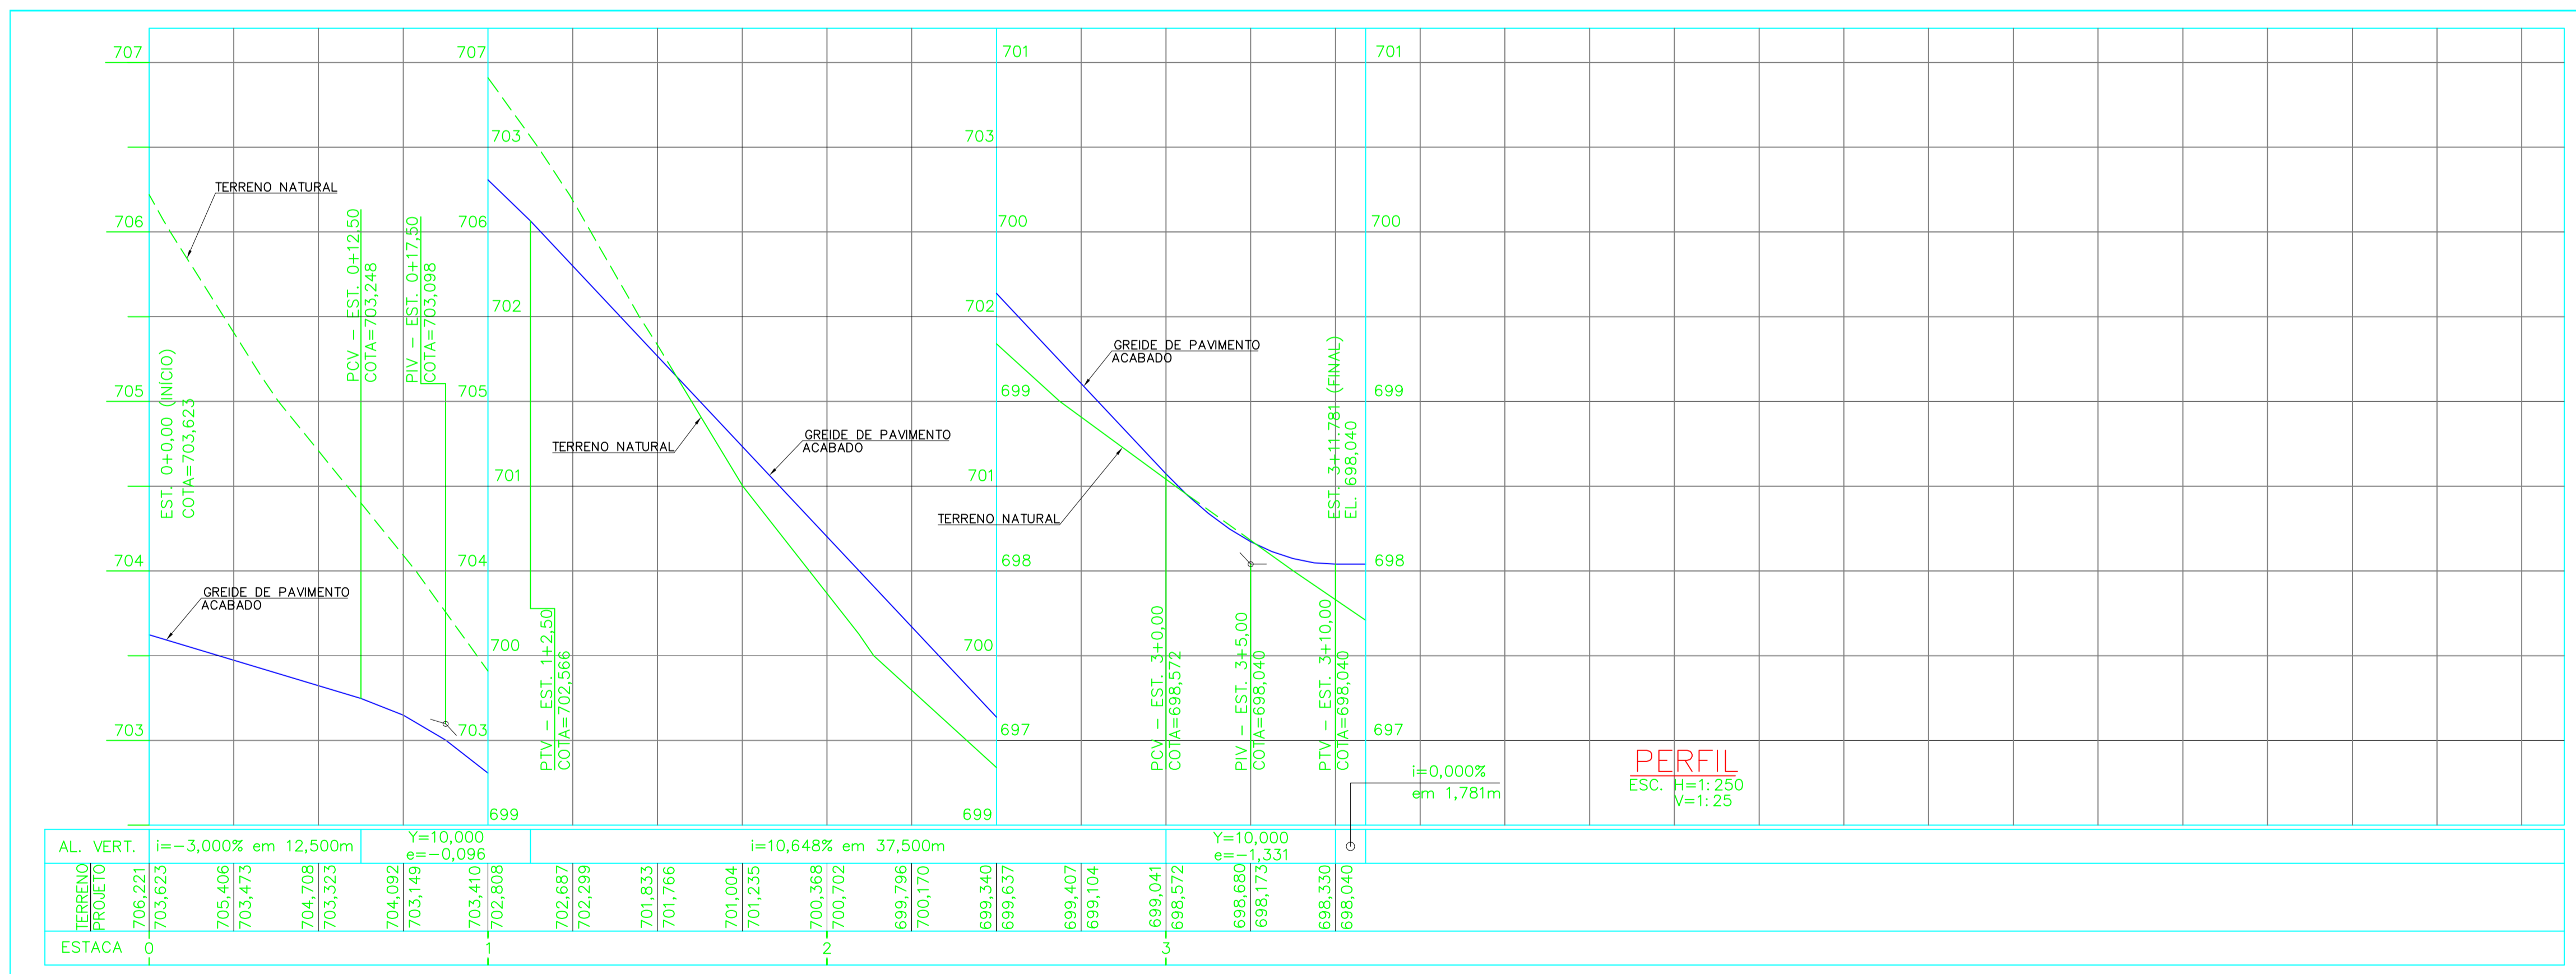 707
707
701
701
703
703
TERRENO NATURAL
706
706
700
700
PCV - EST. 0+12,50
COTA=703,248
PIV - EST. 0+17,50
COTA=703,098
702
702
EST. 0+0,00 (INÍCIO)
COTA=703,623
GREIDE DE PAVIMENTO
ACABADO
EST. 3+11.781 (FINAL)
EL. 698,040
705
705
699
699
TERRENO NATURAL
GREIDE DE PAVIMENTO
ACABADO
701
701
TERRENO NATURAL
704
704
698
698
GREIDE DE PAVIMENTO
ACABADO
PTV - EST. 1+2,50
COTA=702,566
PCV - EST. 3+0,00
COTA=698,572
PIV - EST. 3+5,00
COTA=698,040
PTV - EST. 3+10,00
COTA=698,040
700
700
703
703
697
697
i=0,000%
em 1,781m
PERFIL
ESC. H=1:250
V=1:25
699
699
AL. VERT.
i=-3,000% em 12,500m
Y=10,000
e=-0,096
i=10,648% em 37,500m
Y=10,000
e=-1,331
TERRENO
PROJETO
706,221
703,623
705,406
703,473
704,708
703,323
704,092
703,149
703,410
702,808
702,687
702,299
701,833
701,766
701,004
701,235
700,368
700,702
699,796
700,170
699,340
699,637
699,407
699,104
699,041
698,572
698,680
698,173
698,330
698,040
ESTACA
0
1
2
3